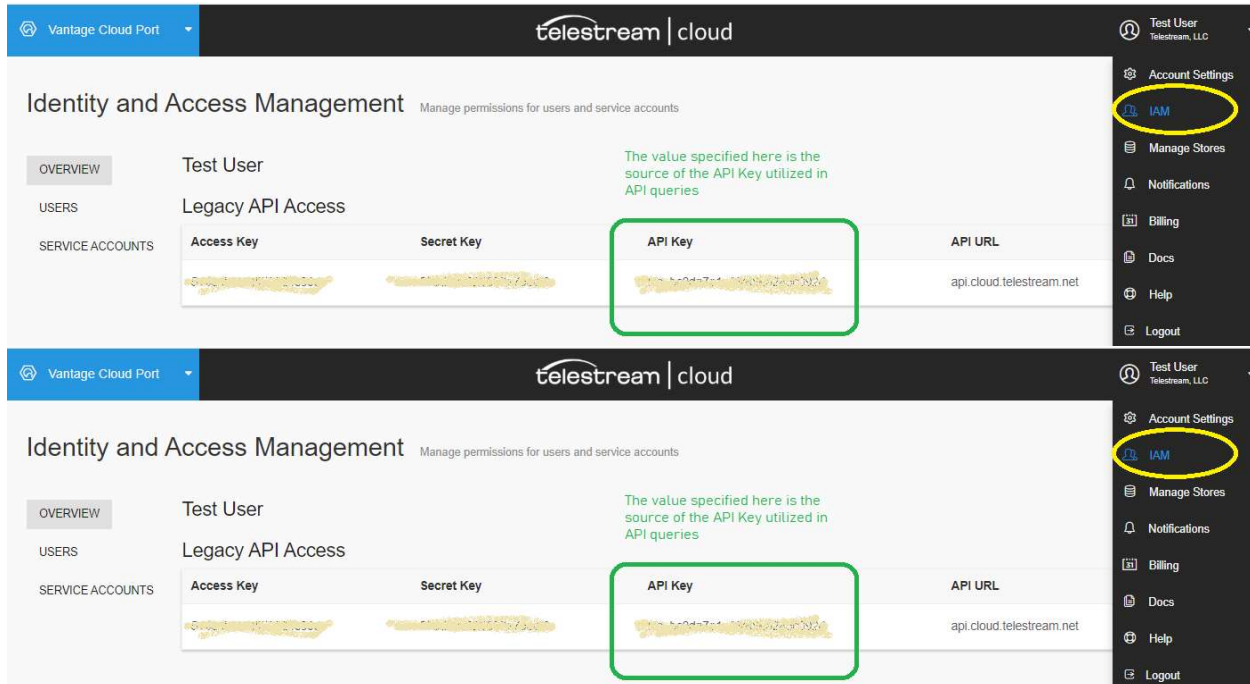 Vantage Cloud Port
telestream | cloud
Test User
Telestream, LLC
Account Settings
Identity and Access Management Manage permissions for users and service accounts
IAM
Manage Stores
OVERVIEW
Test User
The value specified here is the
source of the API Key utilized in
API queries
Notifications
USERS
Legacy API Access
Billing
SERVICE ACCOUNTS
Access Key Secret Key API Key API URL
Docs
api.cloud.telestream.net
Help
Logout
Vantage Cloud Port
telestream | cloud
Test User
Telestream, LLC
Account Settings
Identity and Access Management Manage permissions for users and service accounts
IAM
Manage Stores
OVERVIEW
Test User
The value specified here is the
source of the API Key utilized in
API queries
Notifications
USERS
Legacy API Access
Billing
SERVICE ACCOUNTS
Access Key Secret Key API Key API URL
Docs
api.cloud.telestream.net
Help
Logout